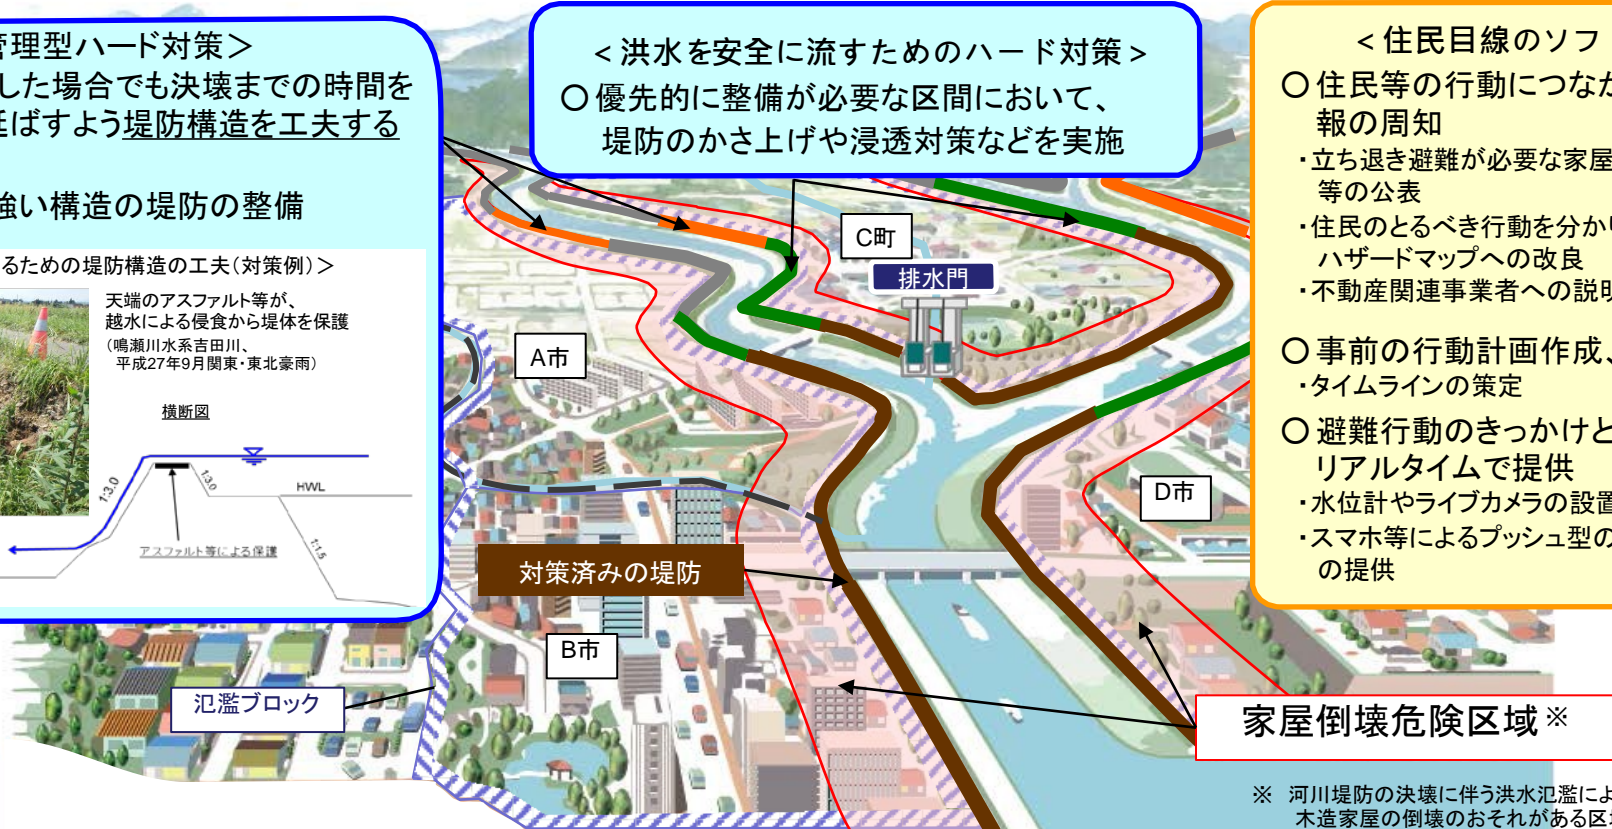 管理型ハード対策＞
した場合でも決壊までの時間を
延ばすよう堤防構造を工夫する
強い構造の堤防の整備
るための堤防構造の工夫（対策例）＞
天端のアスファルト等が、
越水による侵食から堤体を保護
（鳴瀬川水系吉田川、
平成27年9月関東・東北豪雨）
横断図
1:3.0
1:3.0
HWL
1:1.5
アスファルト等による保護
＜洪水を安全に流すためのハード対策＞
○優先的に整備が必要な区間において、
堤防のかさ上げや浸透対策などを実施
＜住民目線のソフ
○住民等の行動につなが
報の周知
・立ち退き避難が必要な家屋
等の公表
・住民のとるべき行動を分かり
ハザードマップへの改良
・不動産関連事業者への説明
○事前の行動計画作成、
・タイムラインの策定
○避難行動のきっかけと
リアルタイムで提供
・水位計やライブカメラの設置
・スマホ等によるプッシュ型の
の提供
C町
排水門
A市
D市
対策済みの堤防
B市
氾濫ブロック
家屋倒壊危険区域※
※ 河川堤防の決壊に伴う洪水氾濫によ
木造家屋の倒壊のおそれがある区域